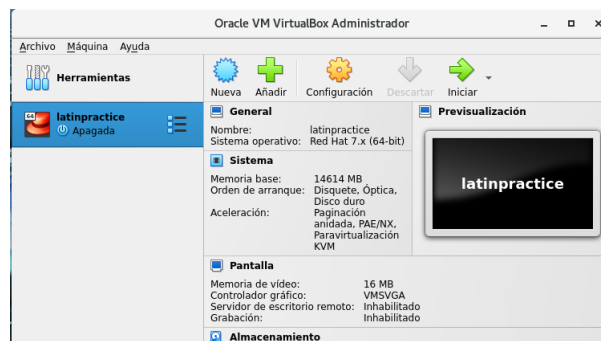 Oracle VM VirtualBox Administrador
Archivo Máquina Ayuda
Herramientas
Nueva Añadir Configuración Descartar Iniciar
64
latinpractice
Apagada
General
Nombre: latinpractice
Sistema operativo: Red Hat 7.x (64-bit)
Sistema
Memoria base: 14614 MB
Orden de arranque: Disquete, Óptica,
Disco duro
Aceleración: Paginación
anidada, PAE/NX,
Paravirtualización
KVM
Previsualización
latinpractice
Pantalla
Memoria de vídeo: 16 MB
Controlador gráfico: VMSVGA
Servidor de escritorio remoto: Inhabilitado
Grabación: Inhabilitado
Almacenamiento